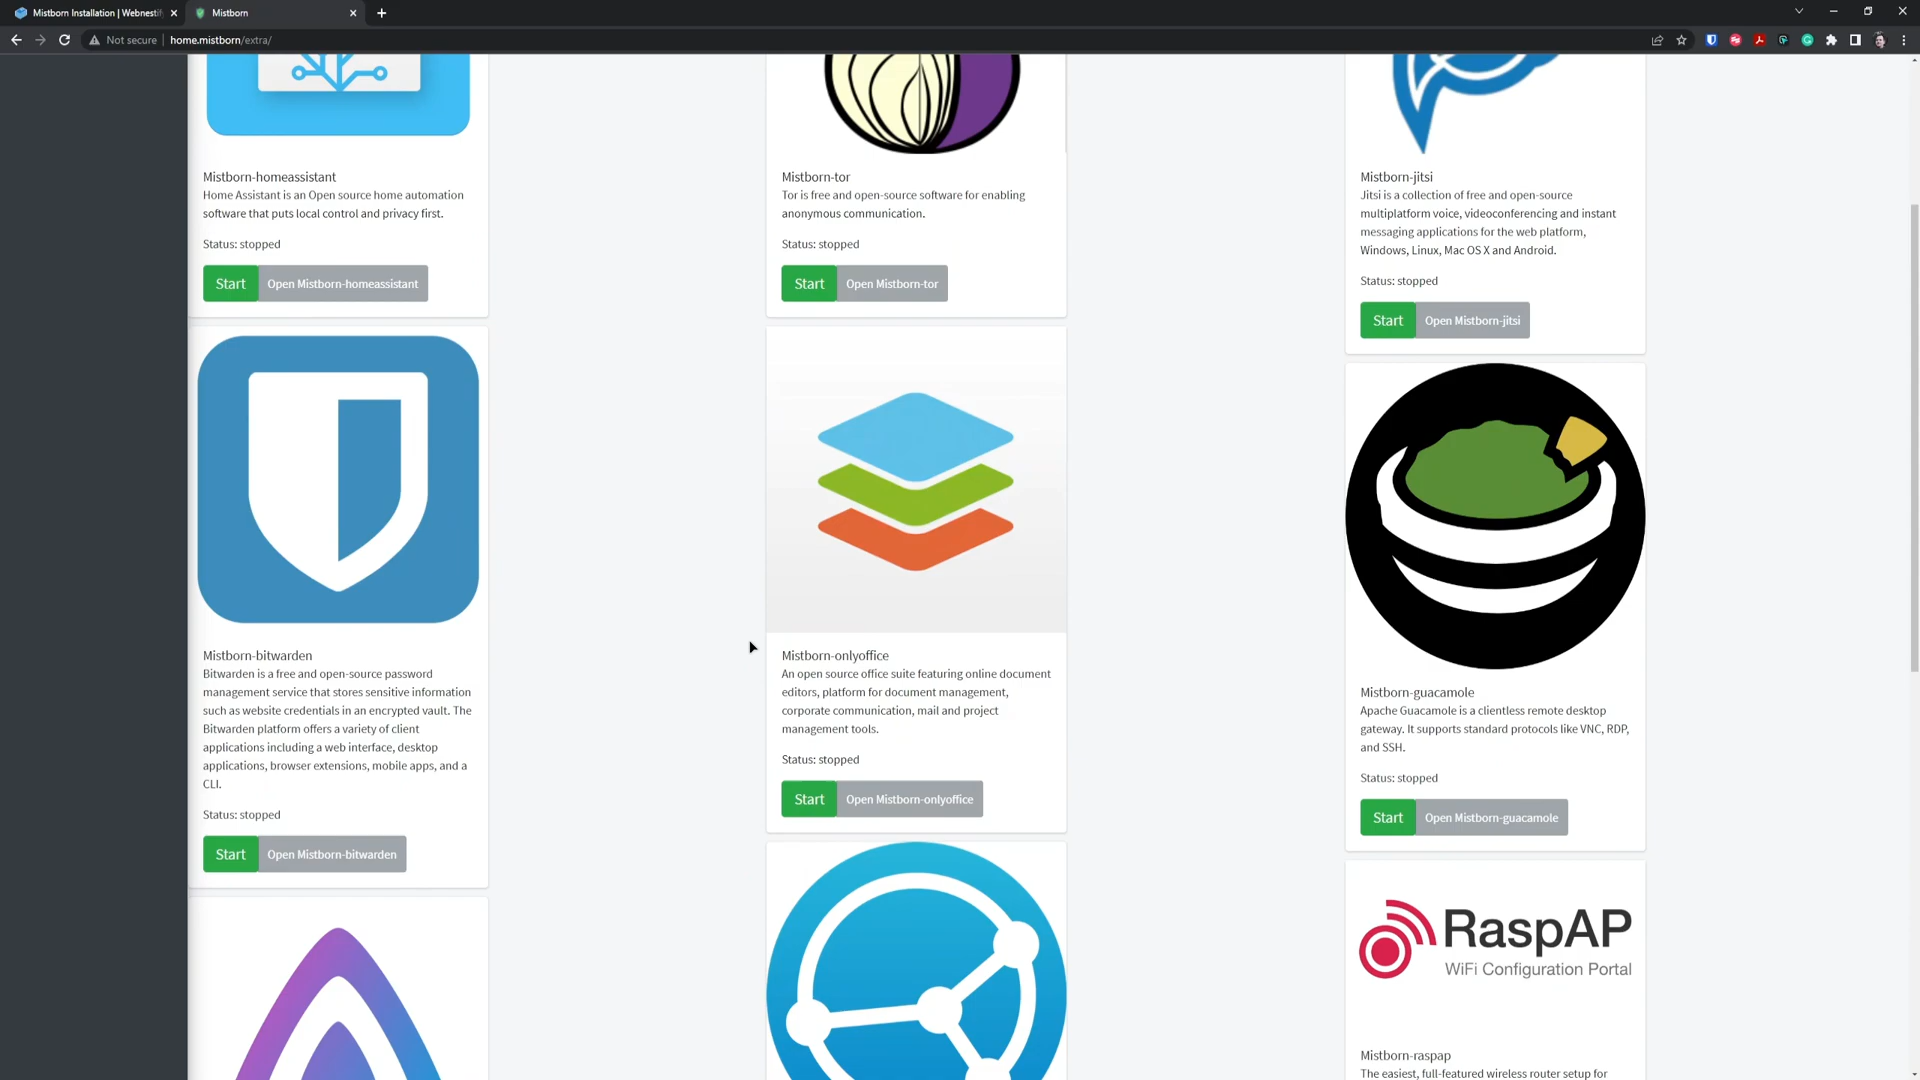 Mistborn Installation | Webnesti
Mistborn
Not secure
home.mistborn/extra/
Mistborn-homeassistant
Home Assistant is an Open source home automation
software that puts local control and privacy first.
Status: stopped
Start
Open Mistborn-homeassistant
Mistborn-bitwarden
Bitwarden is a free and open-source password
management service that stores sensitive information
such as website credentials in an encrypted vault. The
Bitwarden platform offers a variety of client
applications including a web interface, desktop
applications, browser extensions, mobile apps, and a
CLI.
Status: stopped
Start
Open Mistborn-bitwarden
Mistborn-tor
Tor is free and open-source software for enabling
anonymous communication.
Status: stopped
Start
Open Mistborn-tor
Mistborn-onlyoffice
An open source office suite featuring online document
editors, platform for document management,
corporate communication, mail and project
management tools.
Status: stopped
Start
Open Mistborn-onlyoffice
Mistborn-jitsi
Jitsi is a collection of free and open-source
multiplatform voice, videoconferencing and instant
messaging applications for the web platform,
Windows, Linux, Mac OS X and Android.
Status: stopped
Start
Open Mistborn-jitsi
Mistborn-guacamole
Apache Guacamole is a clientless remote desktop
gateway. It supports standard protocols like VNC, RDP,
and SSH.
Status: stopped
Start
Open Mistborn-guacamole
RaspAP
WiFi Configuration Portal
Mistborn-raspap
The easiest, full-featured wireless router setup for